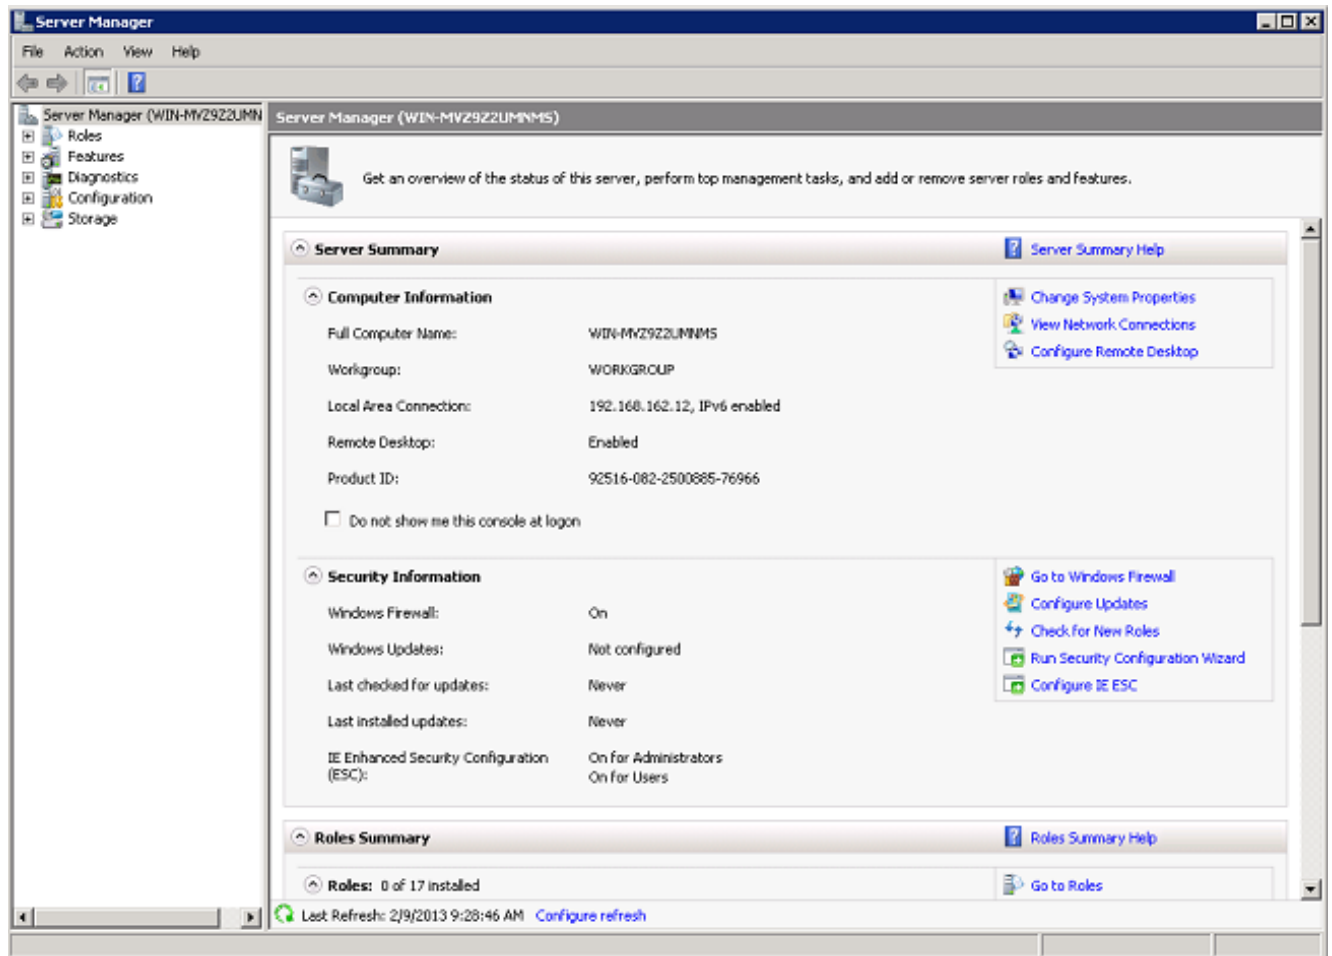 Server Manager
File Action View Help
Server Manager (WIN-MVZ9Z2UMN
Roles
Features
Diagnostics
Configuration
Storage
Server Manager (WIN-MVZ9Z2UMNMS)
Get an overview of the status of this server, perform top management tasks, and add or remove server roles and features.
Server Summary
Server Summary Help
Computer Information
Change System Properties
View Network Connections
Configure Remote Desktop
Full Computer Name: WIN-MVZ9Z2UMNMS
Workgroup: WORKGROUP
Local Area Connection: 192.168.162.12, IPv6 enabled
Remote Desktop: Enabled
Product ID: 92516-082-2500885-76966
Do not show me this console at logon
Security Information
Go to Windows Firewall
Configure Updates
Check for New Roles
Run Security Configuration Wizard
Configure IE ESC
Windows Firewall: On
Windows Updates: Not configured
Last checked for updates: Never
Last installed updates: Never
IE Enhanced Security Configuration (ESC): On for Administrators
On for Users
Roles Summary
Roles Summary Help
Roles: 0 of 17 installed
Go to Roles
Last Refresh: 2/9/2013 9:28:46 AM Configure refresh